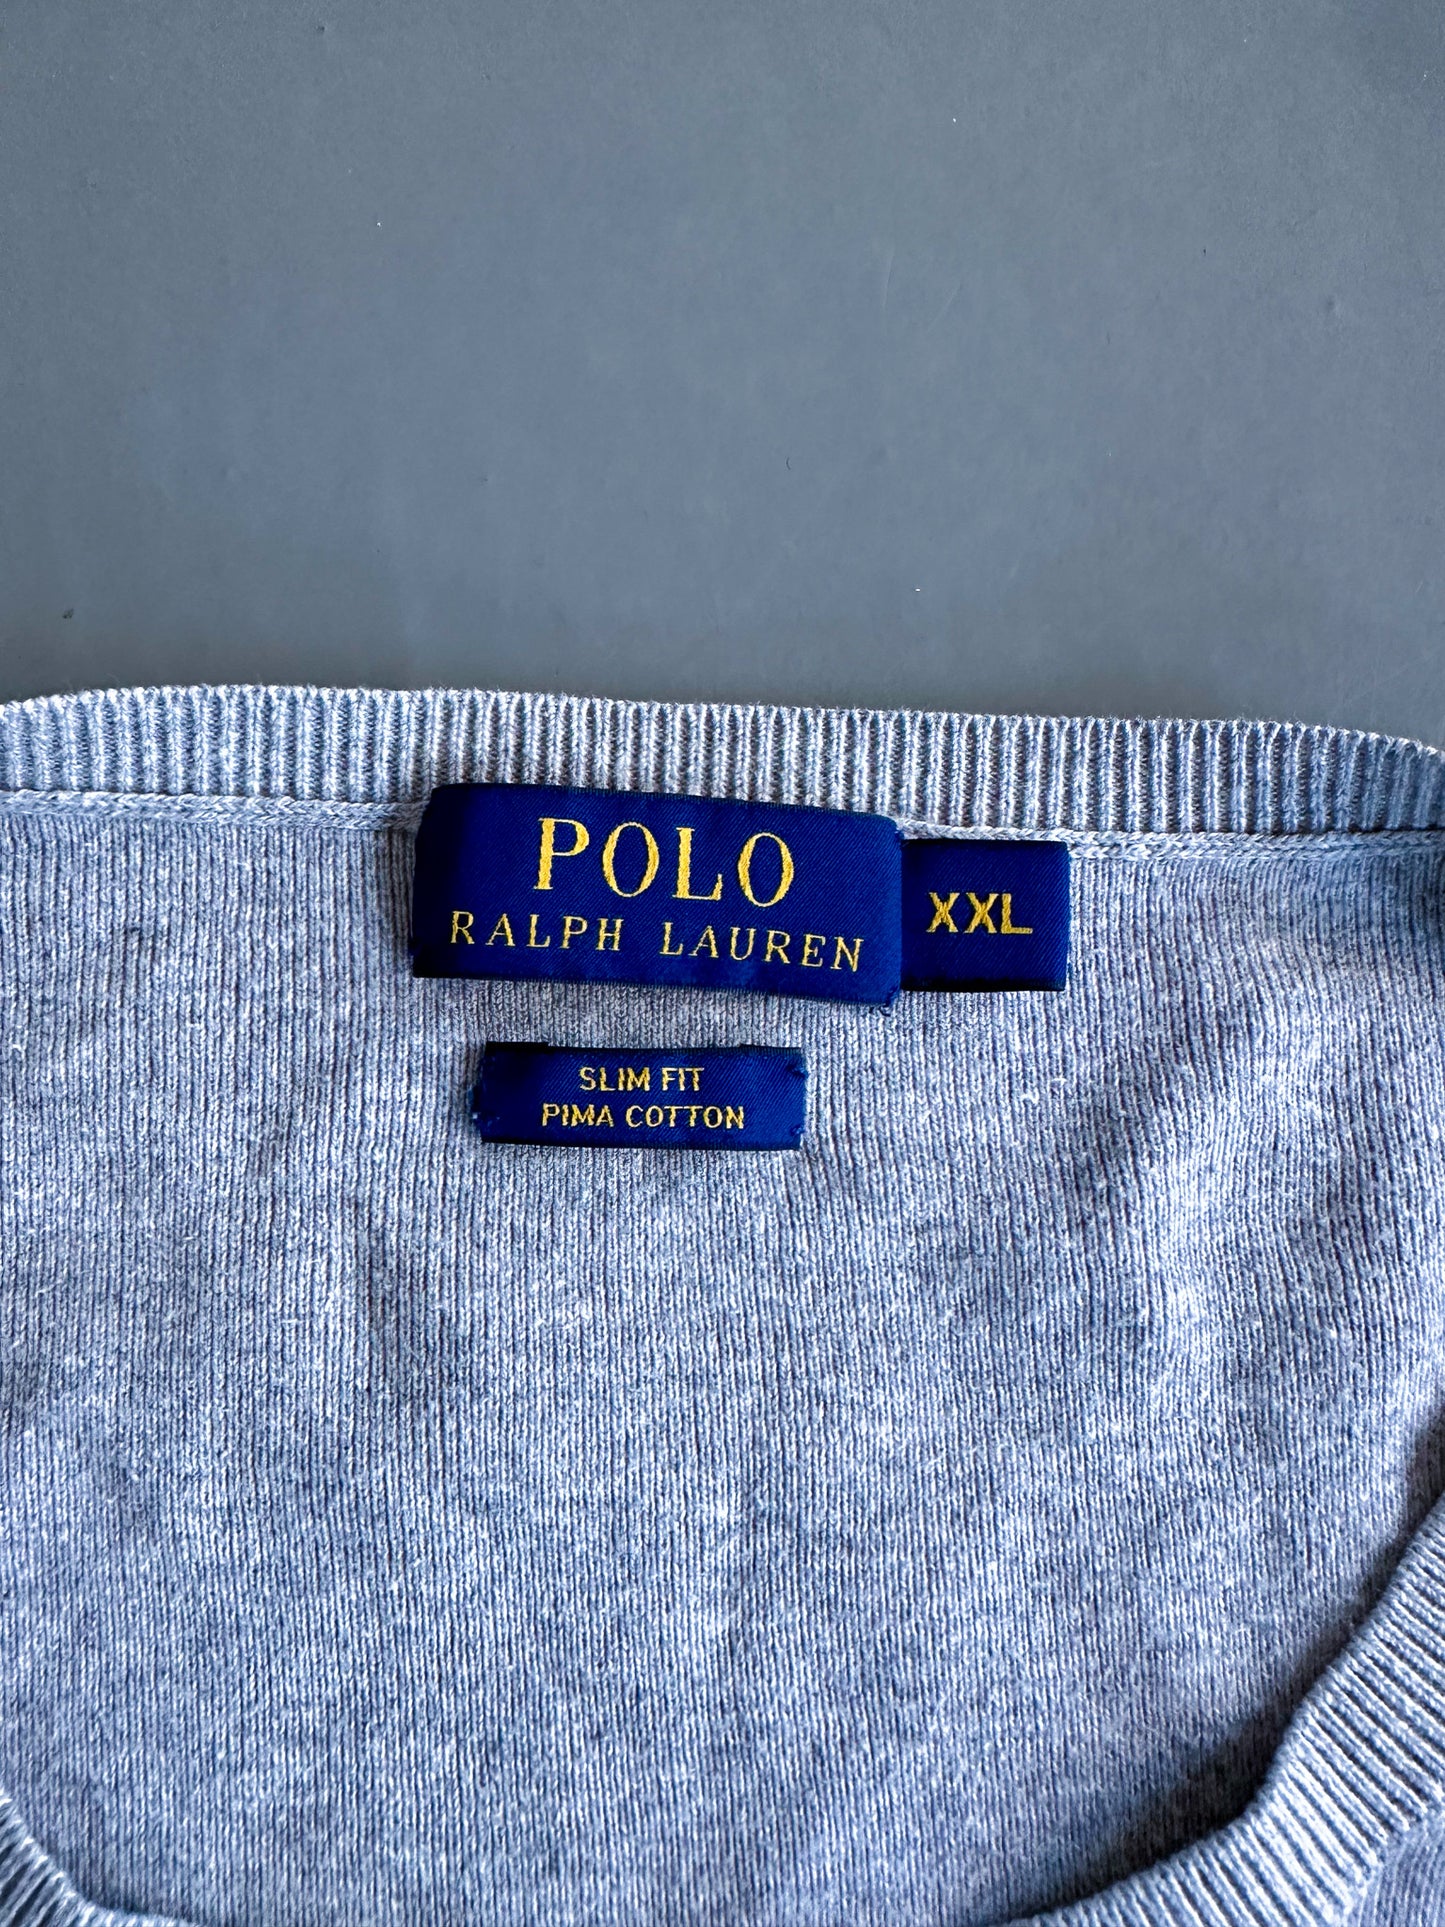 POLO
RALPH LAUREN
XXL
SLIM FIT
PIMA COTTON